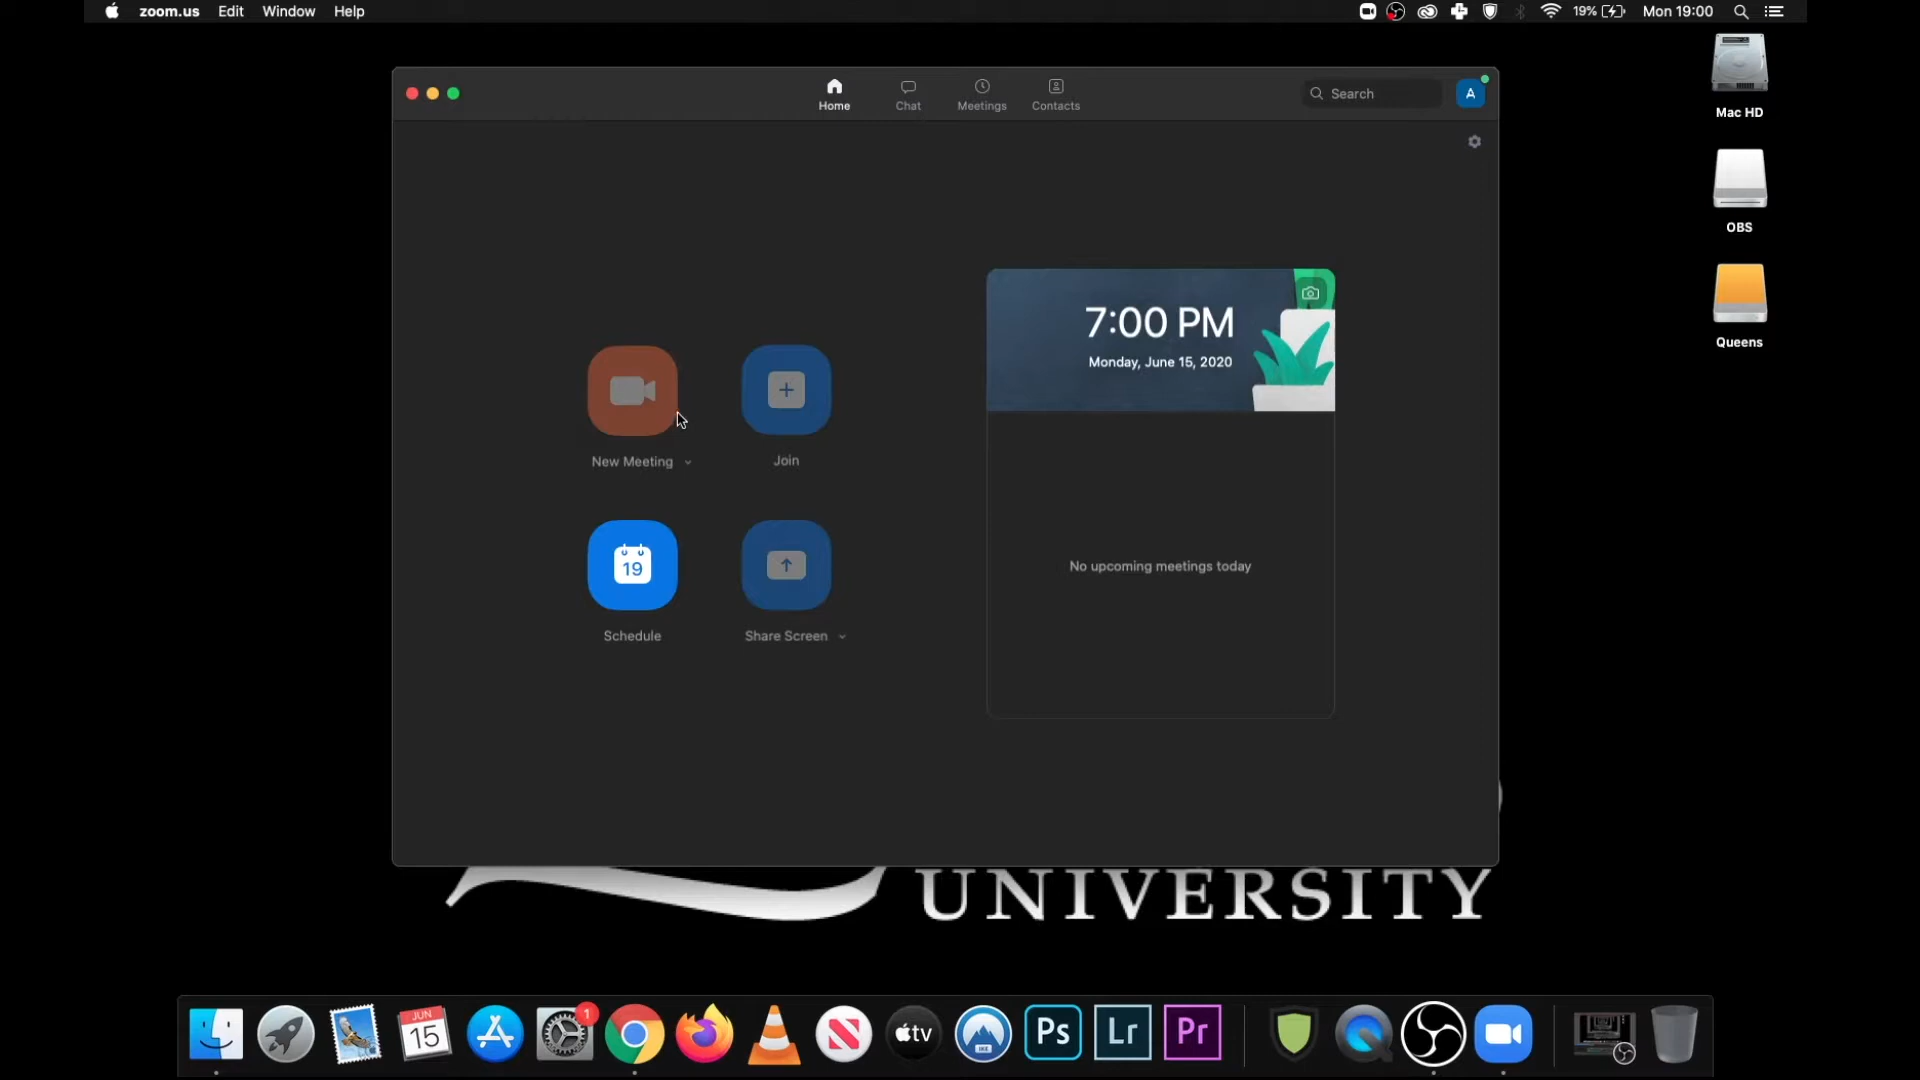 zoom.us Edit Window Help
19% Mon 19:00
Mac HD
OBS
Queens
Home Chat Meetings Contacts
Search
A
7:00 PM
Monday, June 15, 2020
New Meeting
Join
19
Schedule
Share Screen
No upcoming meetings today
UNIVERSITY
JUN
15
1
tv
IKE
Ps
Lr
Pr